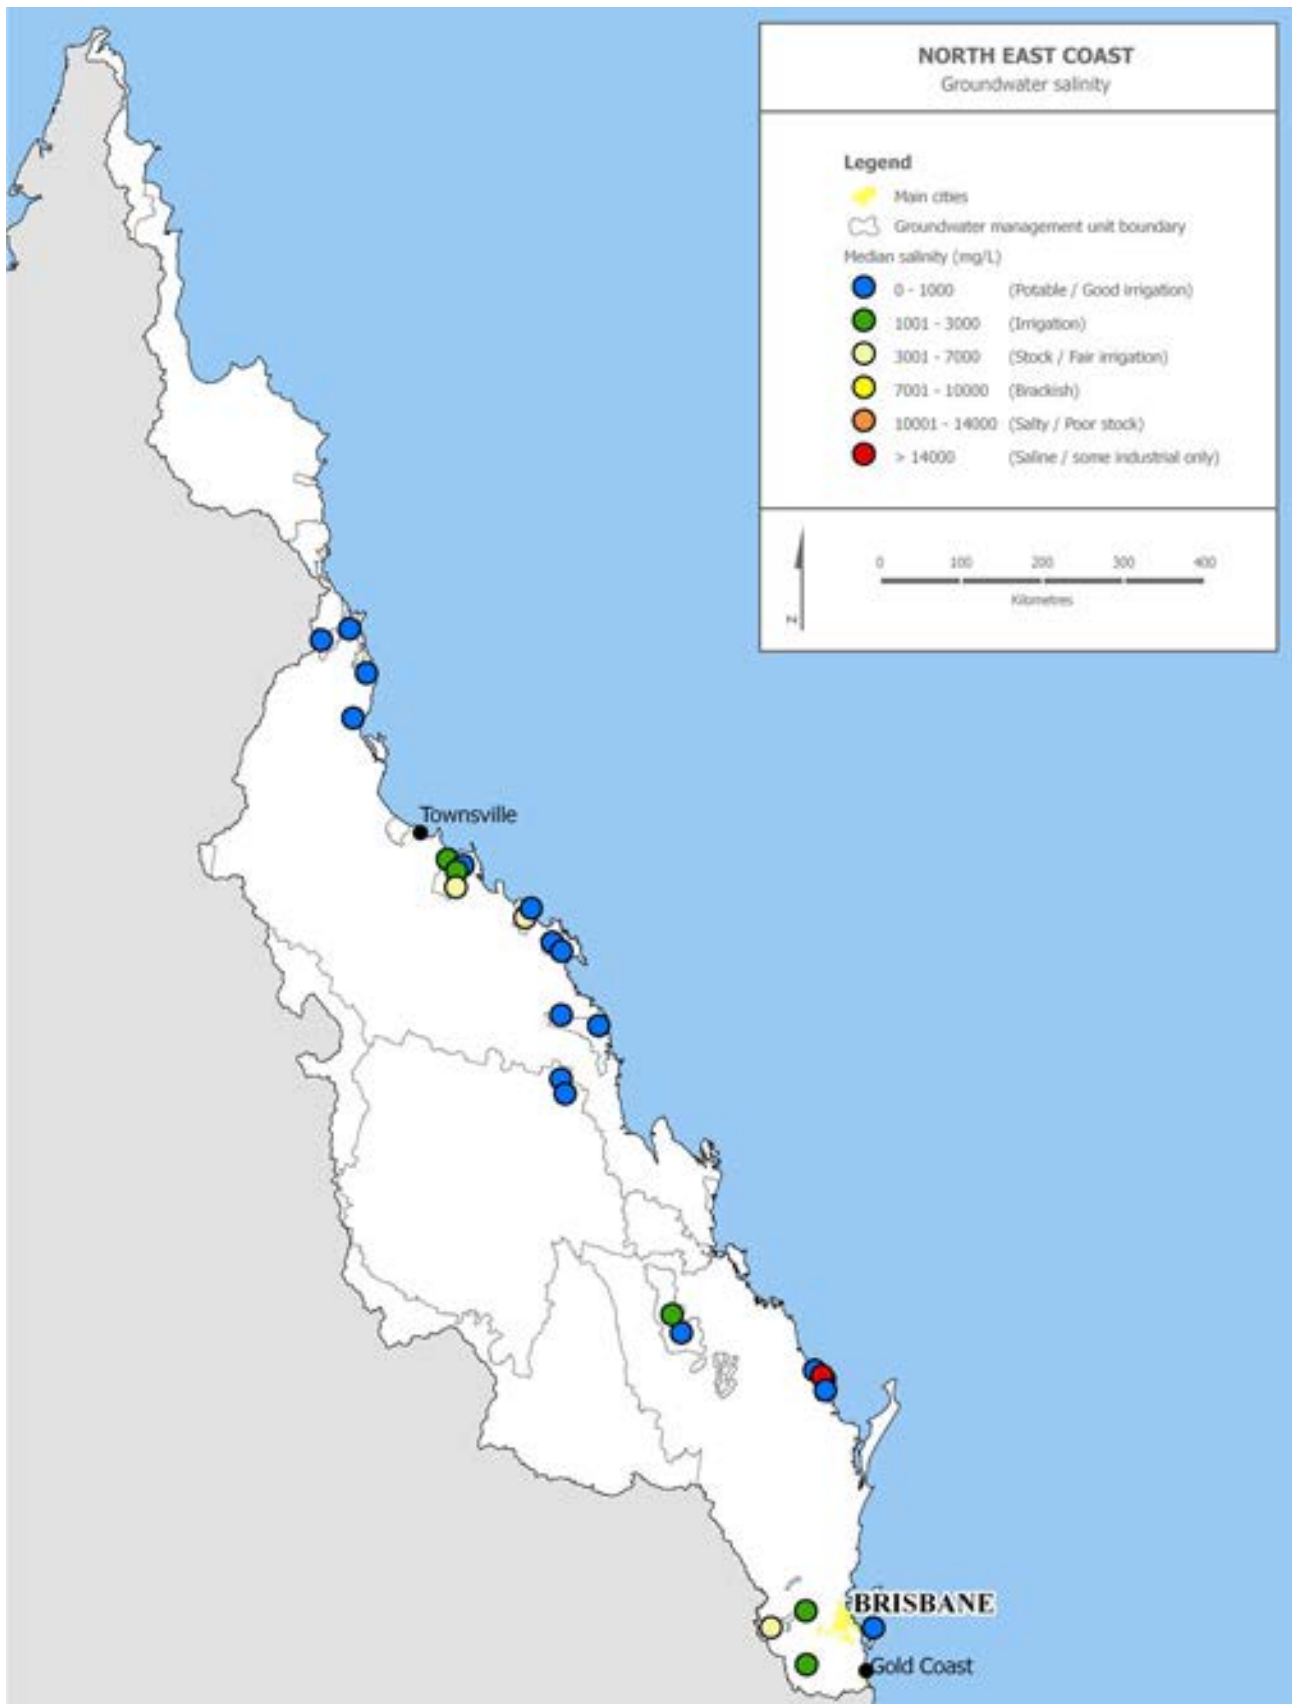 NORTH EAST COAST
Groundwater salinity
Legend
Main cities
Groundwater management unit boundary
Median salinity (mg/L)
0 - 1000 (Potable / Good irrigation)
1001 - 3000 (Irrigation)
3001 - 7000 (Stock / Fair irrigation)
7001 - 10000 (Brackish)
10001 - 14000 (Salty / Poor stock)
> 14000 (Saline / some industrial only)
0 100 200 300 400
Kilometres
N
Townsville
BRISBANE
Gold Coast